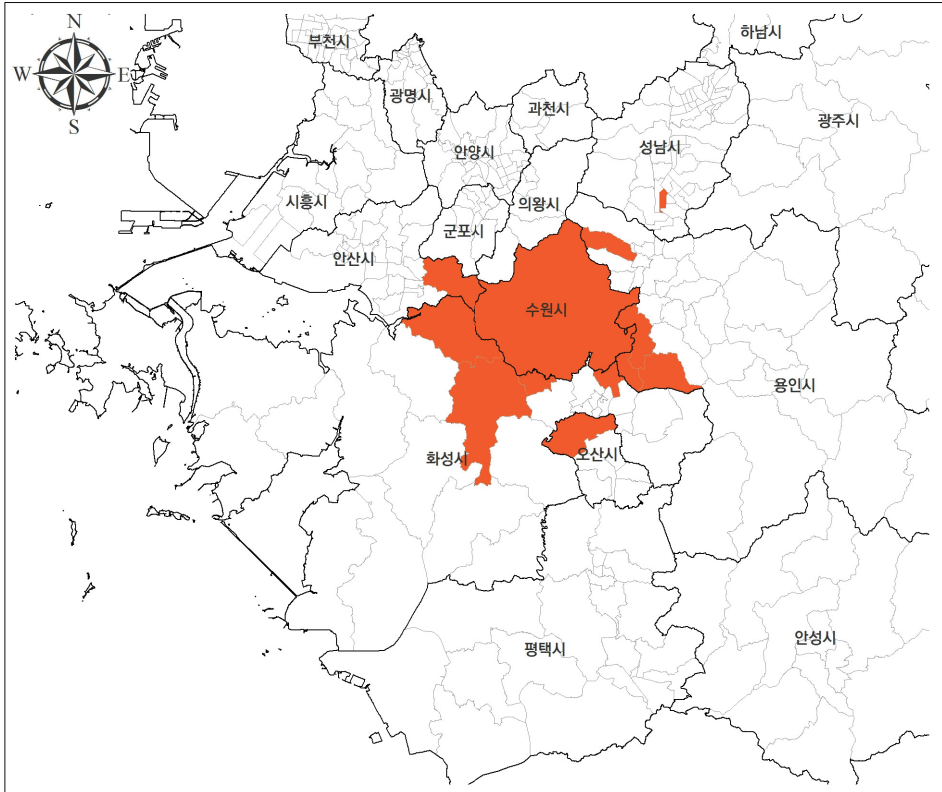 N
W E
S
부천시
하남시
광명시
과천시
광주시
안양시
성남시
시흥시
의왕시
군포시
안산시
수원시
용인시
화성시
오산시
안성시
평택시